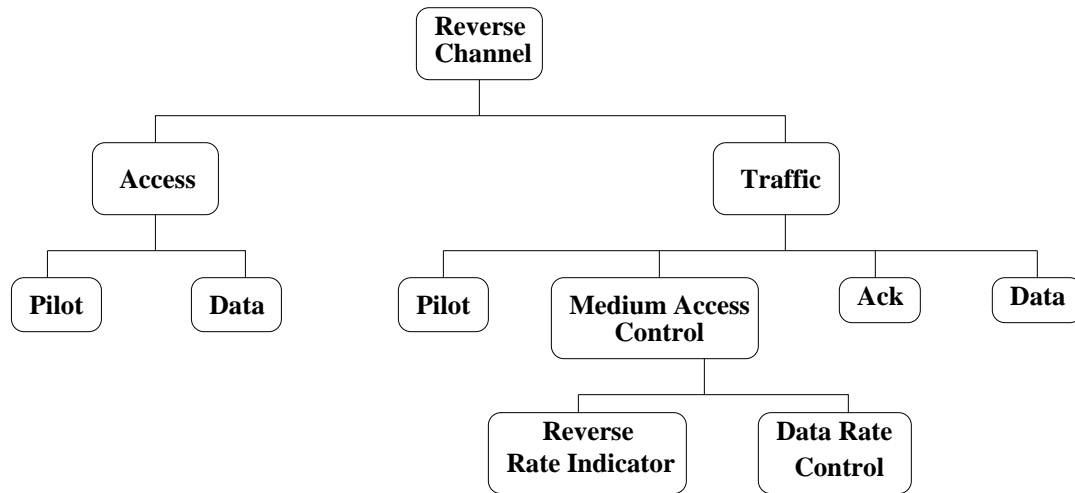 Reverse
Channel
Access
Traffic
Pilot
Data
Pilot
Medium Access
Control
Ack
Data
Reverse
Rate Indicator
Data Rate
Control